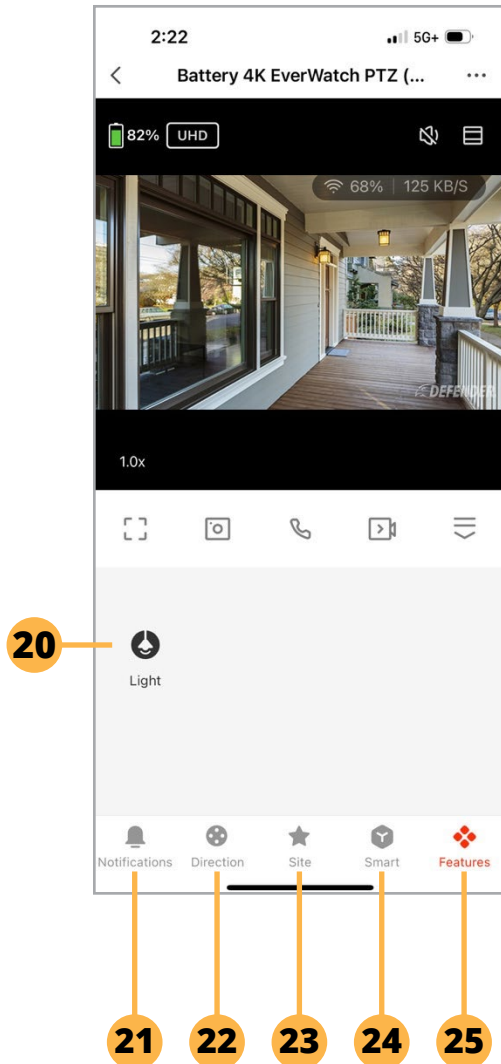 2:22 5G+
Battery 4K EverWatch PTZ (...
82% UHD
68% 125 KB/S
DEFENDER
1.0x
20
Light
Notifications Direction Site Smart Features
21 22 23 24 25